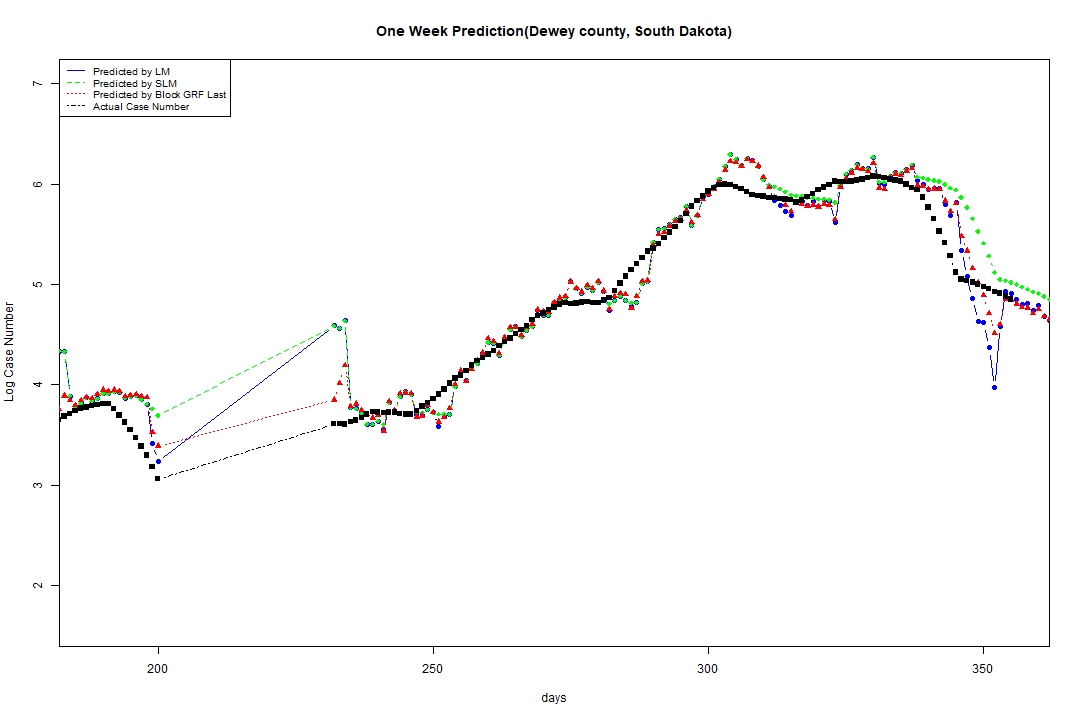 One Week Prediction(Dewey county, South Dakota)
Predicted by LM
Predicted by SLM
Predicted by Block GRF Last
Actual Case Number
7
6
5
4
3
2
Log Case Number
200
250
300
350
days